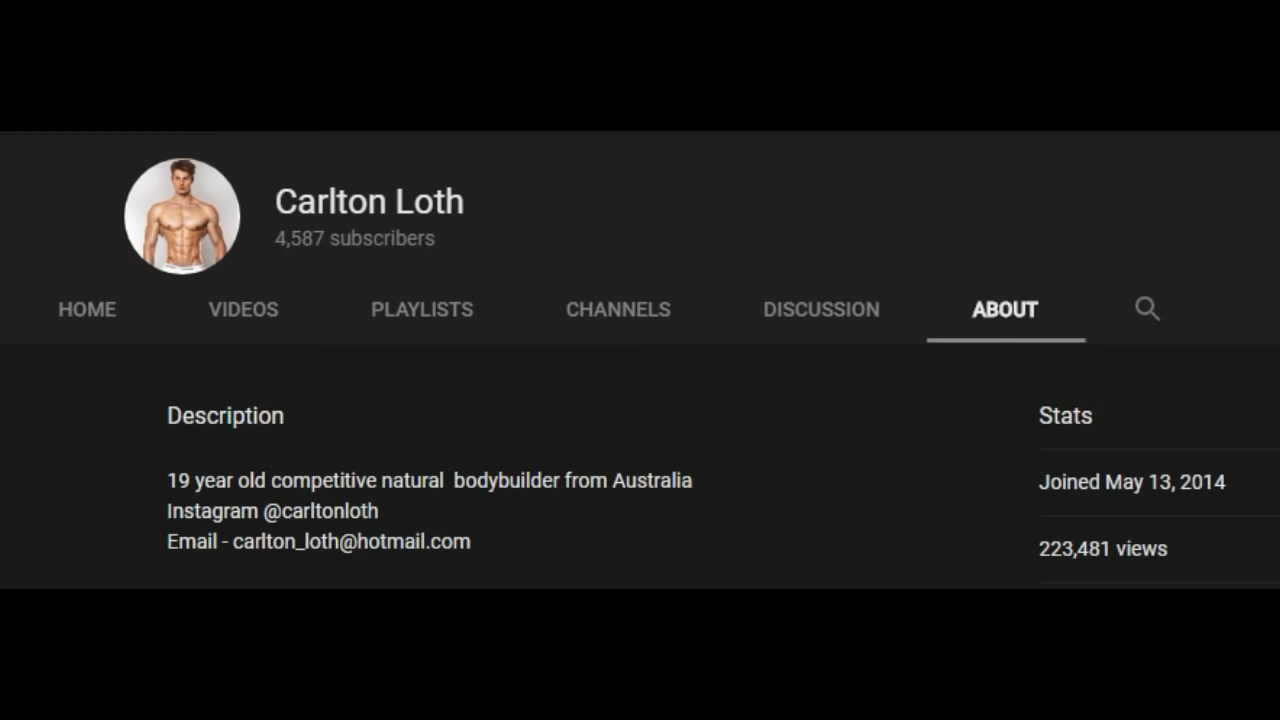 Carlton Loth
4,587 subscribers
HOME VIDEOS PLAYLISTS CHANNELS DISCUSSION ABOUT
Description
19 year old competitive natural  bodybuilder from Australia
Instagram @carltonloth
Email - carlton_loth@hotmail.com
Stats
Joined May 13, 2014
223,481 views